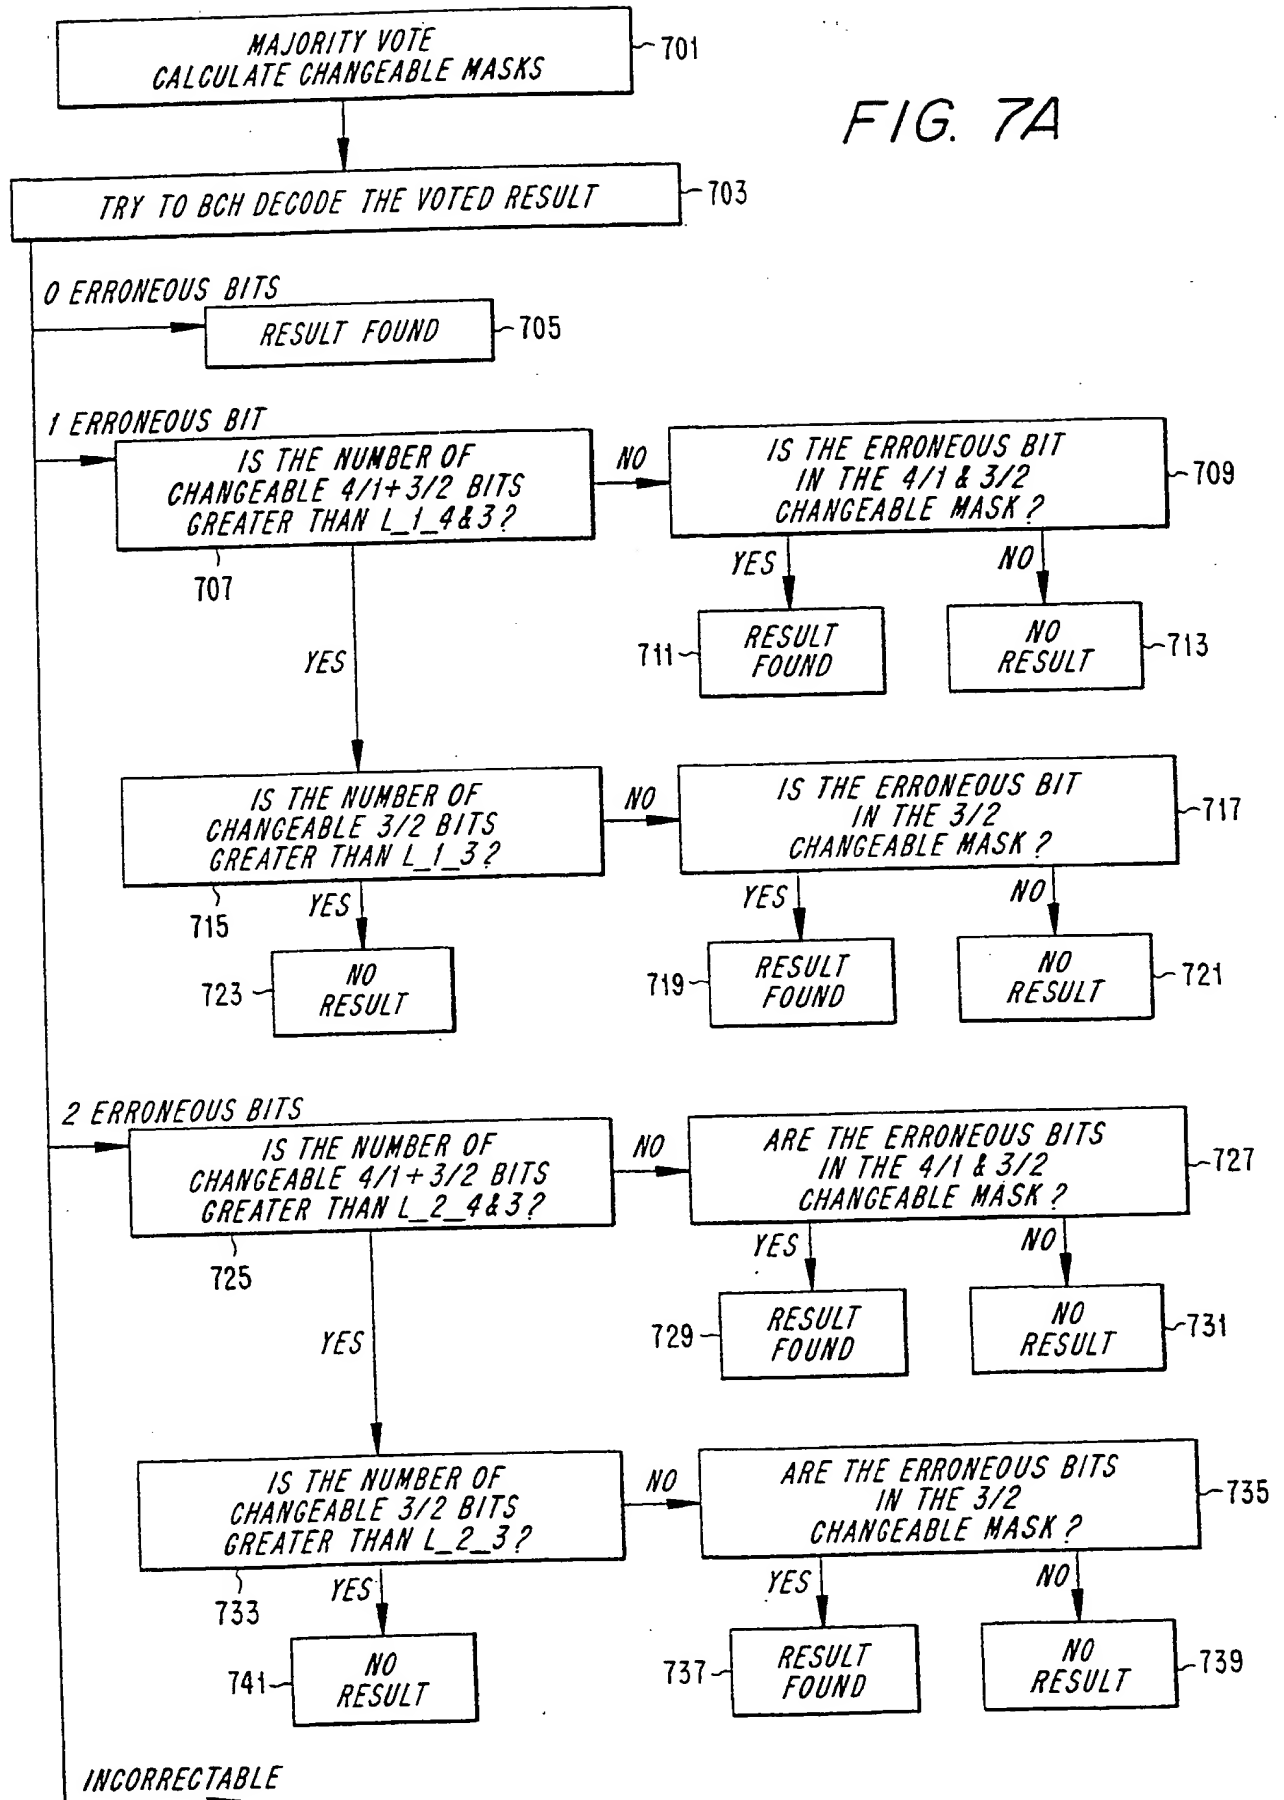 MAJORITY VOTE
CALCULATE CHANGEABLE MASKS
701
FIG. 7A
TRY TO BCH DECODE THE VOTED RESULT
703
0 ERRONEOUS BITS
RESULT FOUND
705
1 ERRONEOUS BIT
IS THE NUMBER OF
CHANGEABLE 4/1+3/2 BITS
GREATER THAN L_1_4&3?
707
NO
IS THE ERRONEOUS BIT
IN THE 4/1 & 3/2
CHANGEABLE MASK?
709
YES
NO
711
RESULT
FOUND
NO
RESULT
713
YES
IS THE NUMBER OF
CHANGEABLE 3/2 BITS
GREATER THAN L_1_3?
715
NO
IS THE ERRONEOUS BIT
IN THE 3/2
CHANGEABLE MASK?
717
YES
YES
NO
723
NO
RESULT
719
RESULT
FOUND
NO
RESULT
721
2 ERRONEOUS BITS
IS THE NUMBER OF
CHANGEABLE 4/1+3/2 BITS
GREATER THAN L_2_4&3?
725
NO
ARE THE ERRONEOUS BITS
IN THE 4/1 & 3/2
CHANGEABLE MASK?
727
YES
NO
729
RESULT
FOUND
NO
RESULT
731
YES
IS THE NUMBER OF
CHANGEABLE 3/2 BITS
GREATER THAN L_2_3?
733
NO
ARE THE ERRONEOUS BITS
IN THE 3/2
CHANGEABLE MASK?
735
YES
YES
NO
741
NO
RESULT
737
RESULT
FOUND
NO
RESULT
739
INCORRECTABLE